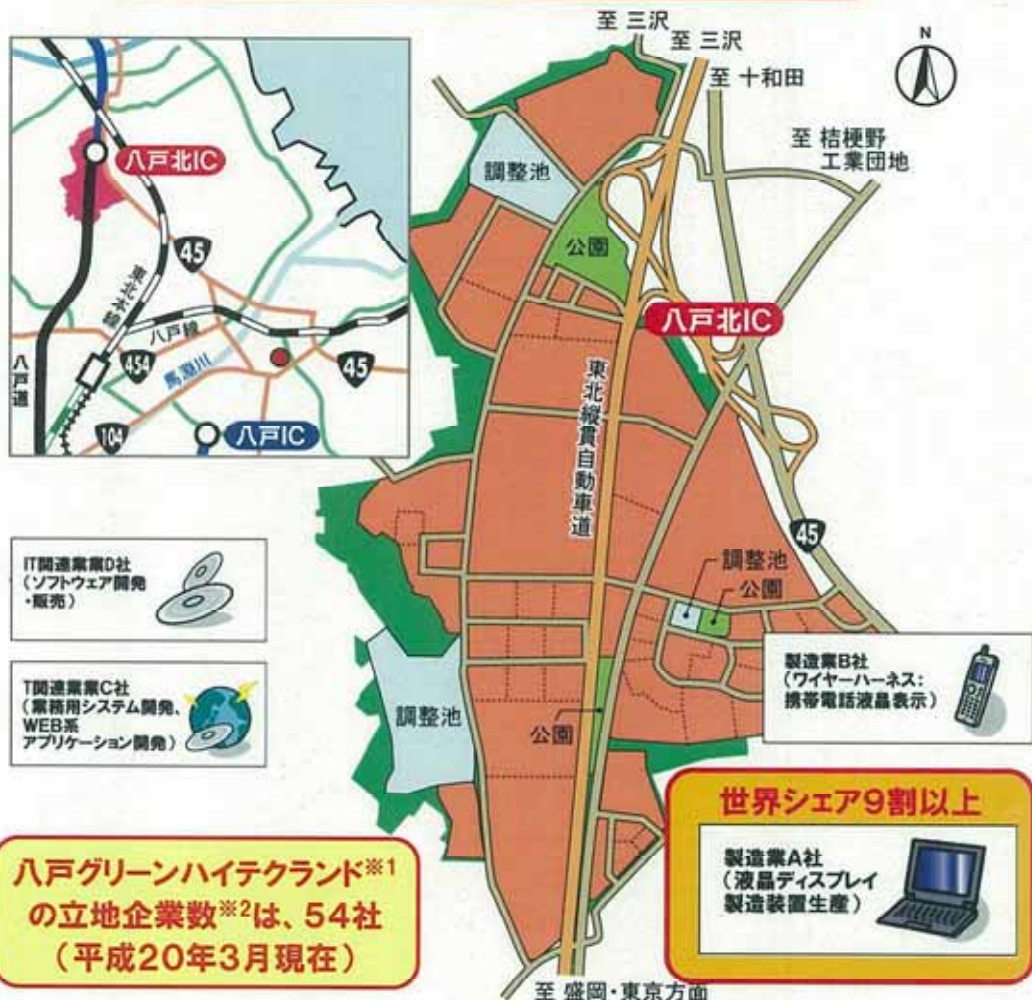 至 三沢
至 三沢
至 十和田
N
至 桔梗野
工業団地
調整池
公園
八戸北IC
東北縦貫自動車道
45
調整池
公園
調整池
公園
至 盛岡・東京方面
八戸北IC
45
東北本線
八戸線
八戸道
454
馬淵川
45
104
八戸IC
IT関連業業D社
(ソフトウェア開発
・販売)
T関連業業C社
(業務用システム開発、
WEB系
アプリケーション開発)
製造業B社
(ワイヤーハーネス:
携帯電話液晶表示)
世界シェア9割以上
製造業A社
(液晶ディスプレイ
製造装置生産)
八戸グリーンハイテクランド※1
の立地企業数※2は、54社
(平成20年3月現在)